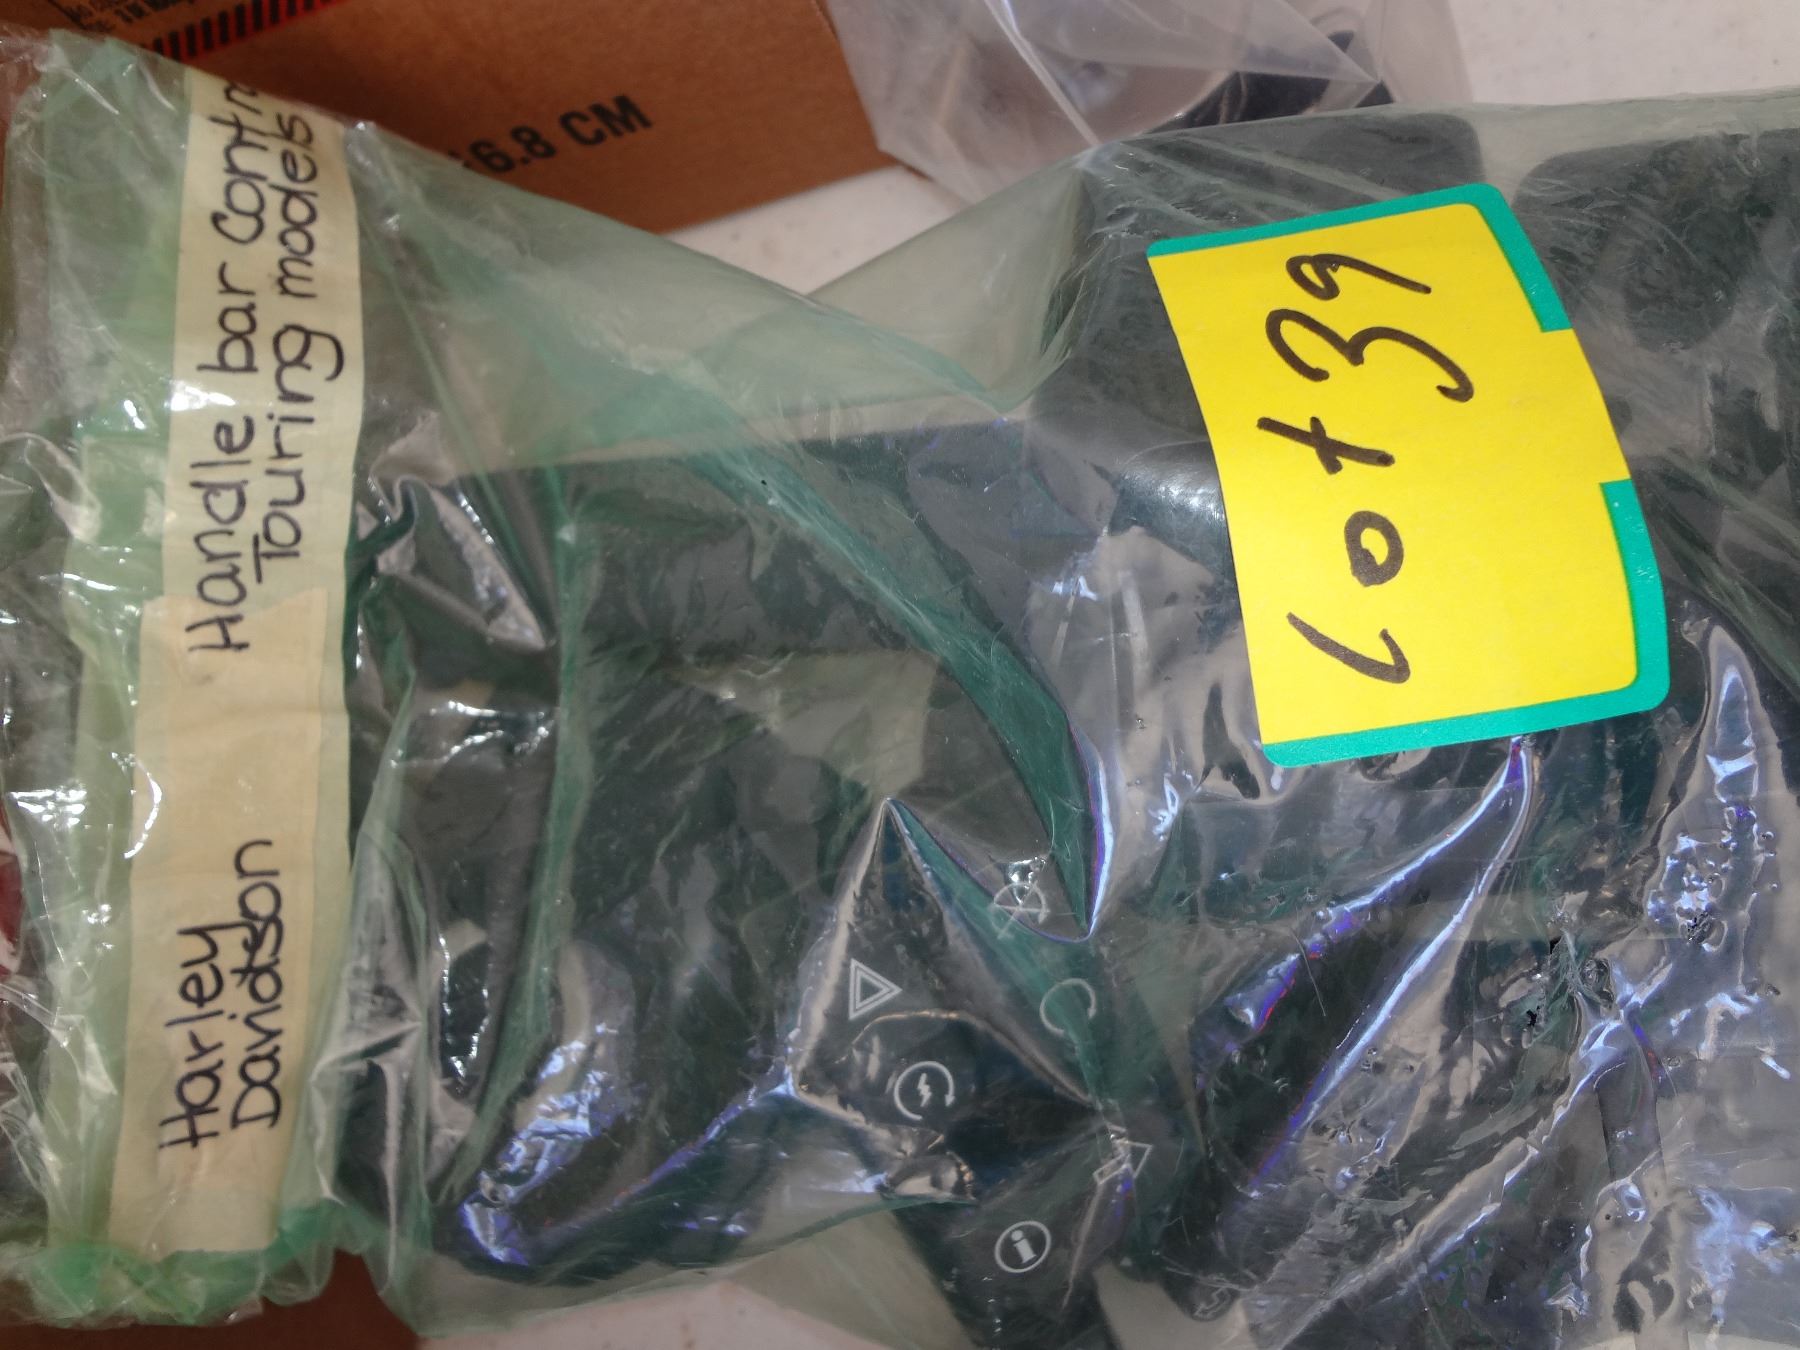 6.8 CM
Handle bar Contr
Touring models
Harley
Davidson
Lot 39